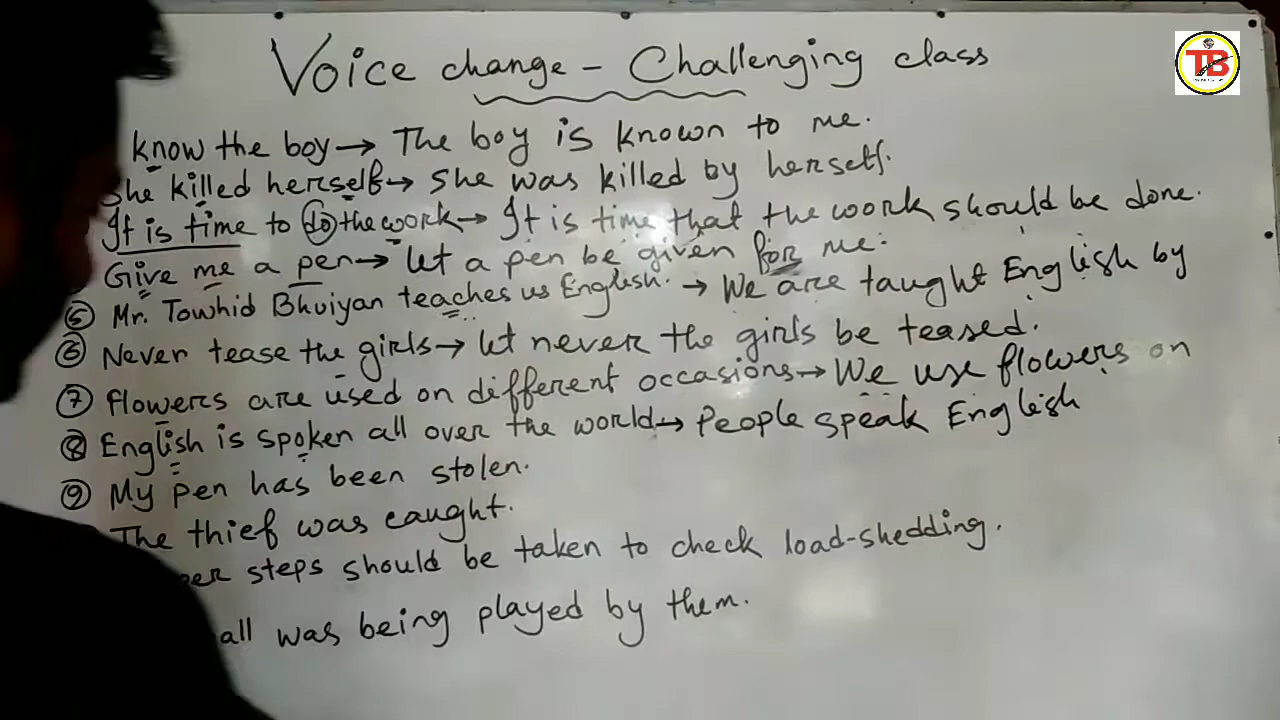 Voice change - Challenging class
know the boy → The boy is known to me.
She killed herself → she was killed by herself.
It is time to do the work → It is time that the work should be done.
Give me a pen → let a pen be given for me.
⑤ Mr. Towhid Bhuiyan teaches us English. → We are taught English by
⑥ Never tease the girls → let never the girls be teased.
⑦ flowers are used on different occasions → We use flowers on
⑧ English is spoken all over the world → People speak English
⑨ My pen has been stolen.
The thief was caught.
per steps should be taken to check load-shedding.
all was being played by them.
TB